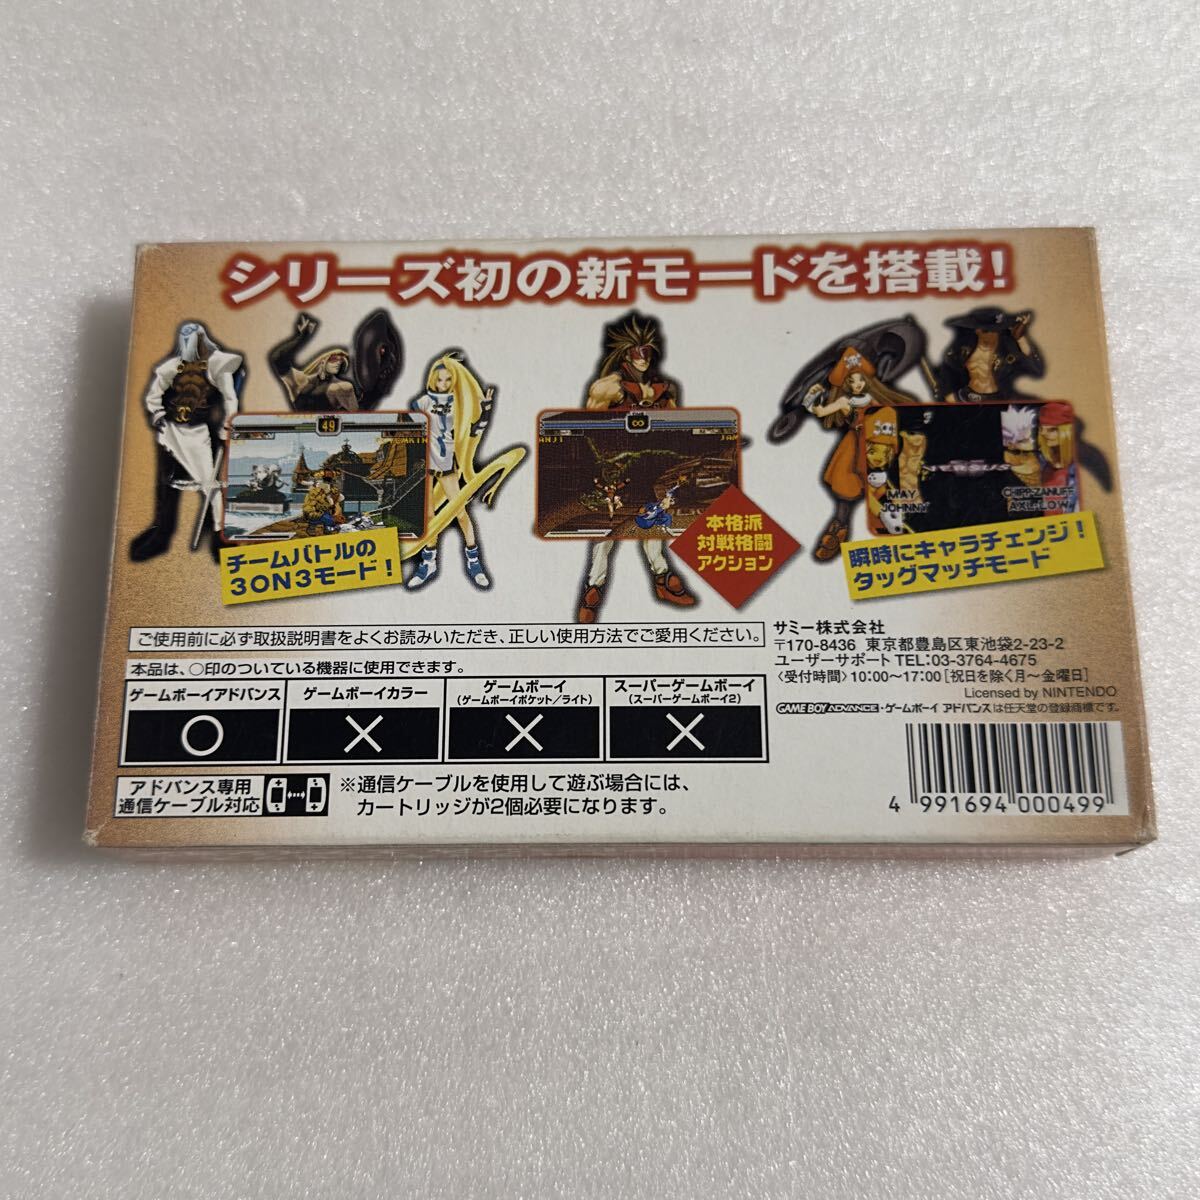 シリーズ初の新モードを搭載!
49
∞
ANJI
JAM
VERSUS
MAY
JOHNNY
CHIPP=ZANUFF
AXL=LOW
チームバトルの
3ON3モード!
本格派
対戦格闘
アクション
瞬時にキャラチェンジ!
タッグマッチモード
ご使用前に必ず取扱説明書をよくお読みいただき、正しい使用方法でご愛用ください。
本品は、○印のついている機器に使用できます。
ゲームボーイアドバンス
ゲームボーイカラー
ゲームボーイ
(ゲームボーイポケット/ライト)
スーパーゲームボーイ
(スーパーゲームボーイ2)
○ × × ×
アドバンス専用
通信ケーブル対応
※通信ケーブルを使用して遊ぶ場合には、
カートリッジが2個必要になります。
サミー株式会社
〒170-8436 東京都豊島区東池袋2-23-2
ユーザーサポート TEL:03-3764-4675
〈受付時間〉10:00〜17:00[祝日を除く月〜金曜日]
Licensed by NINTENDO
GAME BOY ADVANCE・ゲームボーイ アドバンスは任天堂の登録商標です。
4 991694 000499